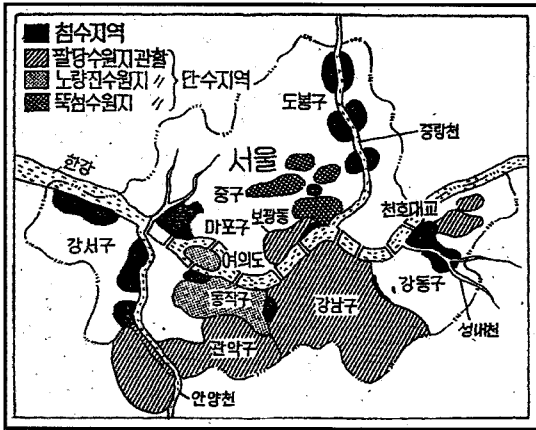 침수지역
팔당수원지관할
노량진수원지 〃
뚝섬수원지 〃
단수지역
도봉구
중랑천
한강
서울
중구
천호대교
마포구
보광동
강서구
여의도
강동구
동작구
강남구
성내천
관악구
안양천